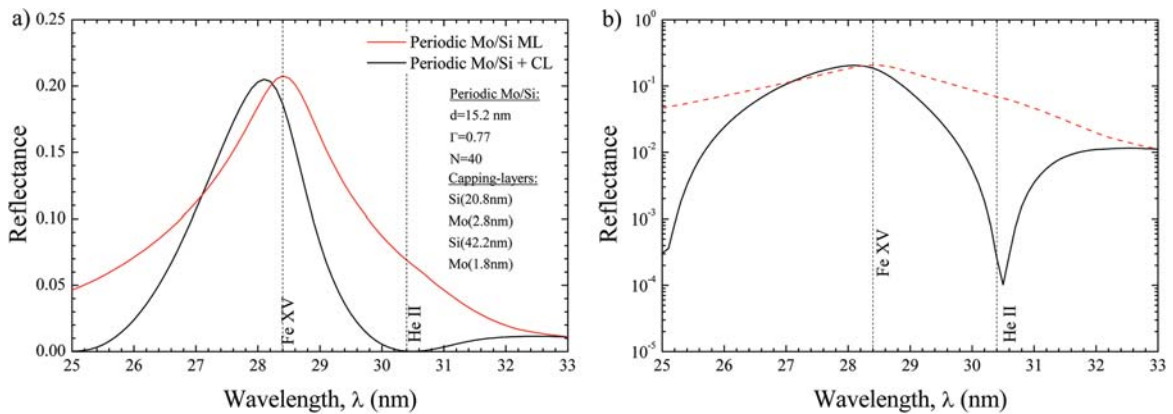 a)
0.25
0.20
0.15
0.10
0.05
0.00
Reflectance
Periodic Mo/Si ML
Periodic Mo/Si + CL
Periodic Mo/Si:
d=15.2 nm
Γ=0.77
N=40
Capping-layers:
Si(20.8nm)
Mo(2.8nm)
Si(42.2nm)
Mo(1.8nm)
Fe XV
He II
25 26 27 28 29 30 31 32 33
Wavelength, λ (nm)
b)
10⁰
10⁻¹
10⁻²
10⁻³
10⁻⁴
10⁻⁵
Reflectance
Fe XV
He II
25 27 29 31 33
Wavelength, λ (nm)